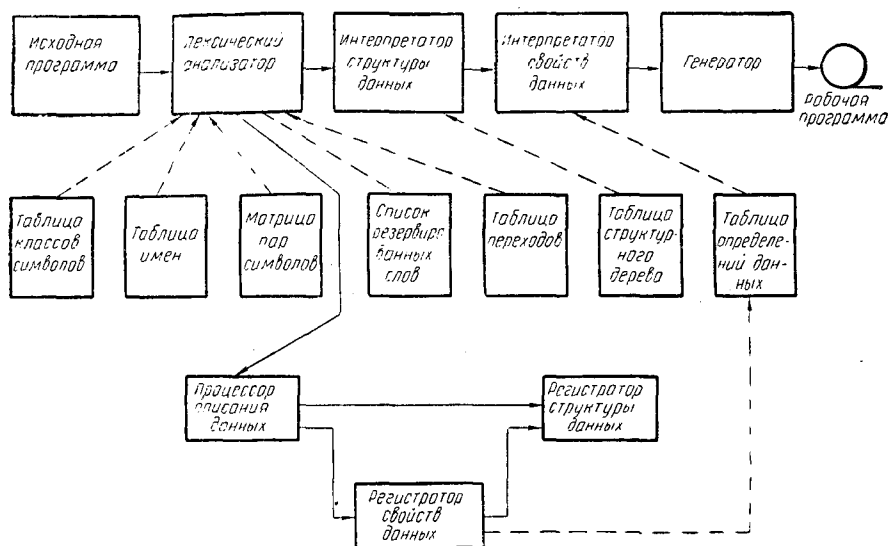 Исходная
программа
Лексический
анализатор
Интерпретатор
структуры
данных
Интерпретатор
свойств
данных
Генератор
Рабочая
программа
Таблица
классов
символов
Таблица
имен
Матрица
пар
символов
Список
резервиро
ванных
слов
Таблица
переходов
Таблица
структур-
ного
дерева
Таблица
определе-
ний дан-
ных
Процессор
описания
данных
Регистратор
структуры
данных
Регистратор
свойств
данных